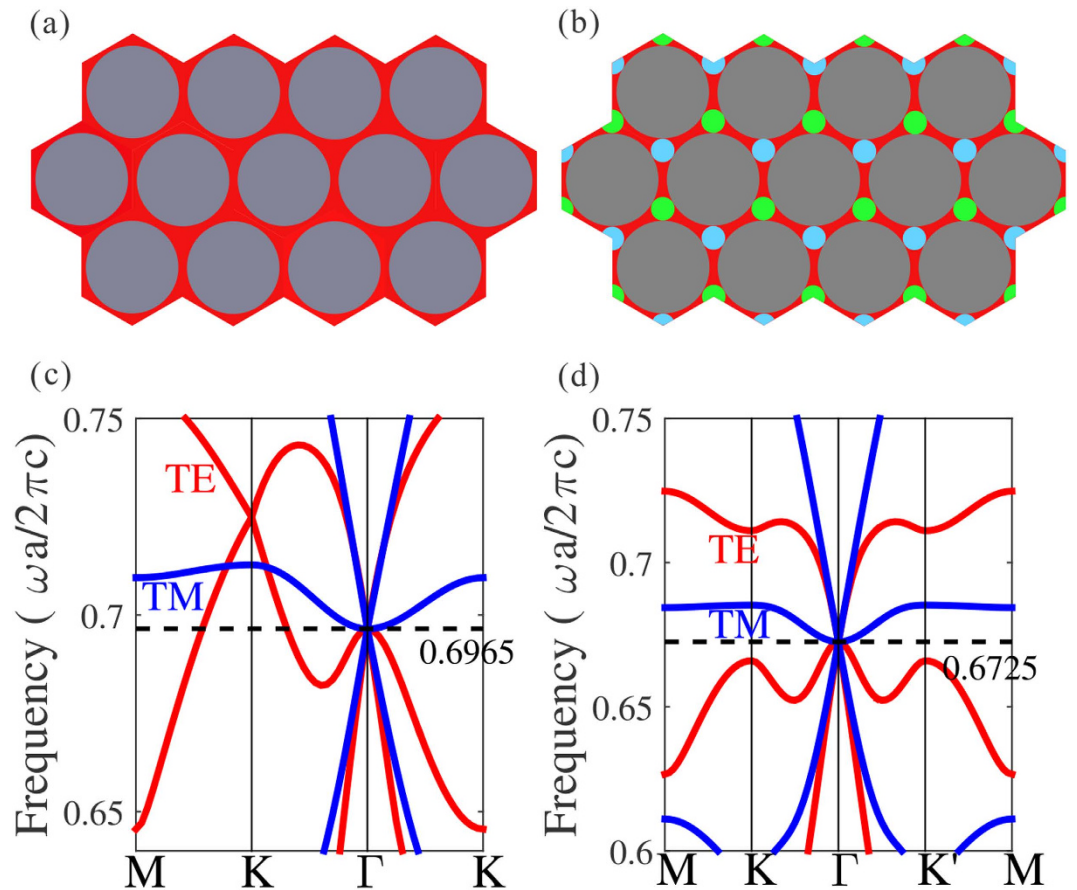 (a)
(b)
(c)
0.75
0.7
0.65
Frequency ( ωa/2πc)
TE
TM
0.6965
M K Γ K
(d)
0.75
0.7
0.65
0.6
Frequency ( ωa/2πc)
TE
TM
0.6725
M K Γ K' M